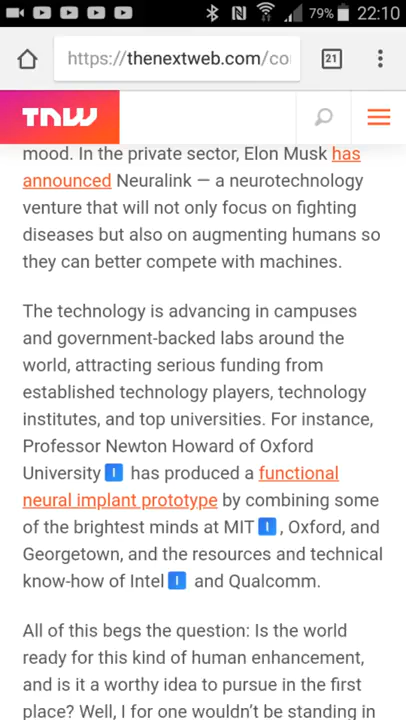 79% 22:10
https://thenextweb.com/co 21
TNW
mood. In the private sector, Elon Musk has
announced Neuralink — a neurotechnology
venture that will not only focus on fighting
diseases but also on augmenting humans so
they can better compete with machines.
The technology is advancing in campuses
and government-backed labs around the
world, attracting serious funding from
established technology players, technology
institutes, and top universities. For instance,
Professor Newton Howard of Oxford
University I has produced a functional
neural implant prototype by combining some
of the brightest minds at MIT I , Oxford, and
Georgetown, and the resources and technical
know-how of Intel I and Qualcomm.
All of this begs the question: Is the world
ready for this kind of human enhancement,
and is it a worthy idea to pursue in the first
place? Well, I for one wouldn’t be standing in